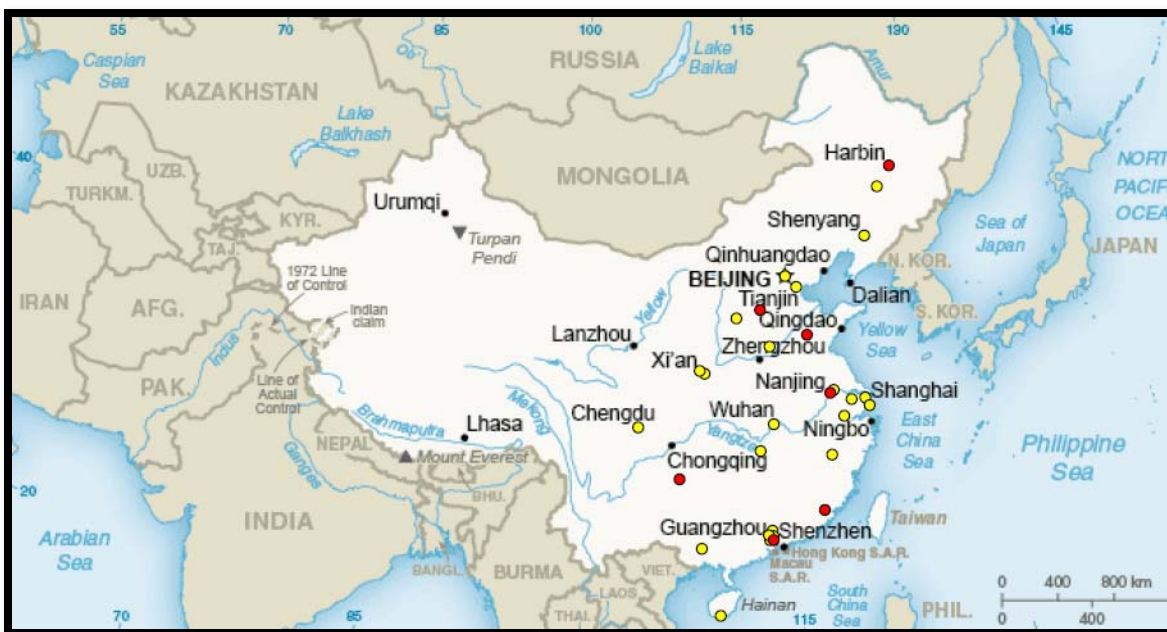 55
70
85
100
115
130
145
RUSSIA
Lake
Baikal
Ob'
Amur
Caspian
Sea
KAZAKHSTAN
Lake
Balkhash
40
40
Harbin
MONGOLIA
NORT
PACIF
OCEA
UZB.
TURKM.
Urumqi
KYR.
TAJ.
Turpan
Pendi
Shenyang
Sea of
Japan
JAPAN
Qinhuangdao
N. KOR.
BEIJING
Tianjin
Dalian
S. KOR.
1972 Line
of Control
IRAN
AFG.
Indian
claim
Yellow
Qingdao
Yellow
Sea
Lanzhou
Zhengzhou
Xi'an
Indus
PAK.
Line of
Actual
Control
Nanjing
Shanghai
Mekong
Chengdu
Wuhan
Ningbo
East
China
Sea
Brahmaputra
Lhasa
Yangtze
Philippine
Sea
NEPAL
Mount Everest
Chongqing
Ganges
BHU.
20
20
INDIA
Guangzhou
Shenzhen
Taiwan
Arabian
Sea
Hong Kong S.A.R.
Macau
S.A.R.
BANGL.
BURMA
VIET.
LAOS
THAI.
Hainan
South
China
Sea
PHIL.
0 400 800 km
0 400
70
85
115